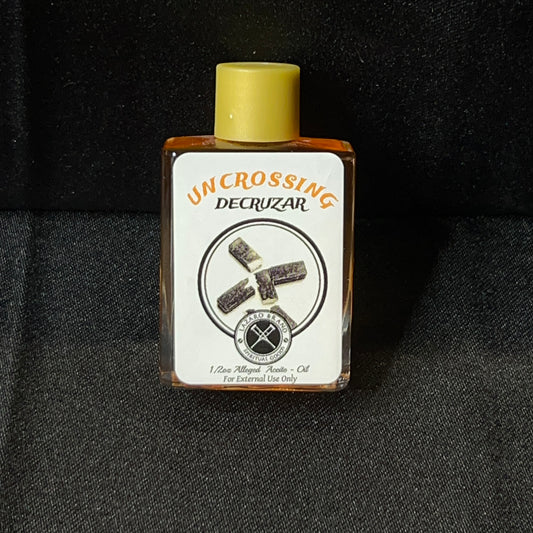 UNCROSSING
DECRUZAR
LAZARO BRAND
SPIRITUAL GOODS
1/2oz Alleged Aceite - Oil
For External Use Only